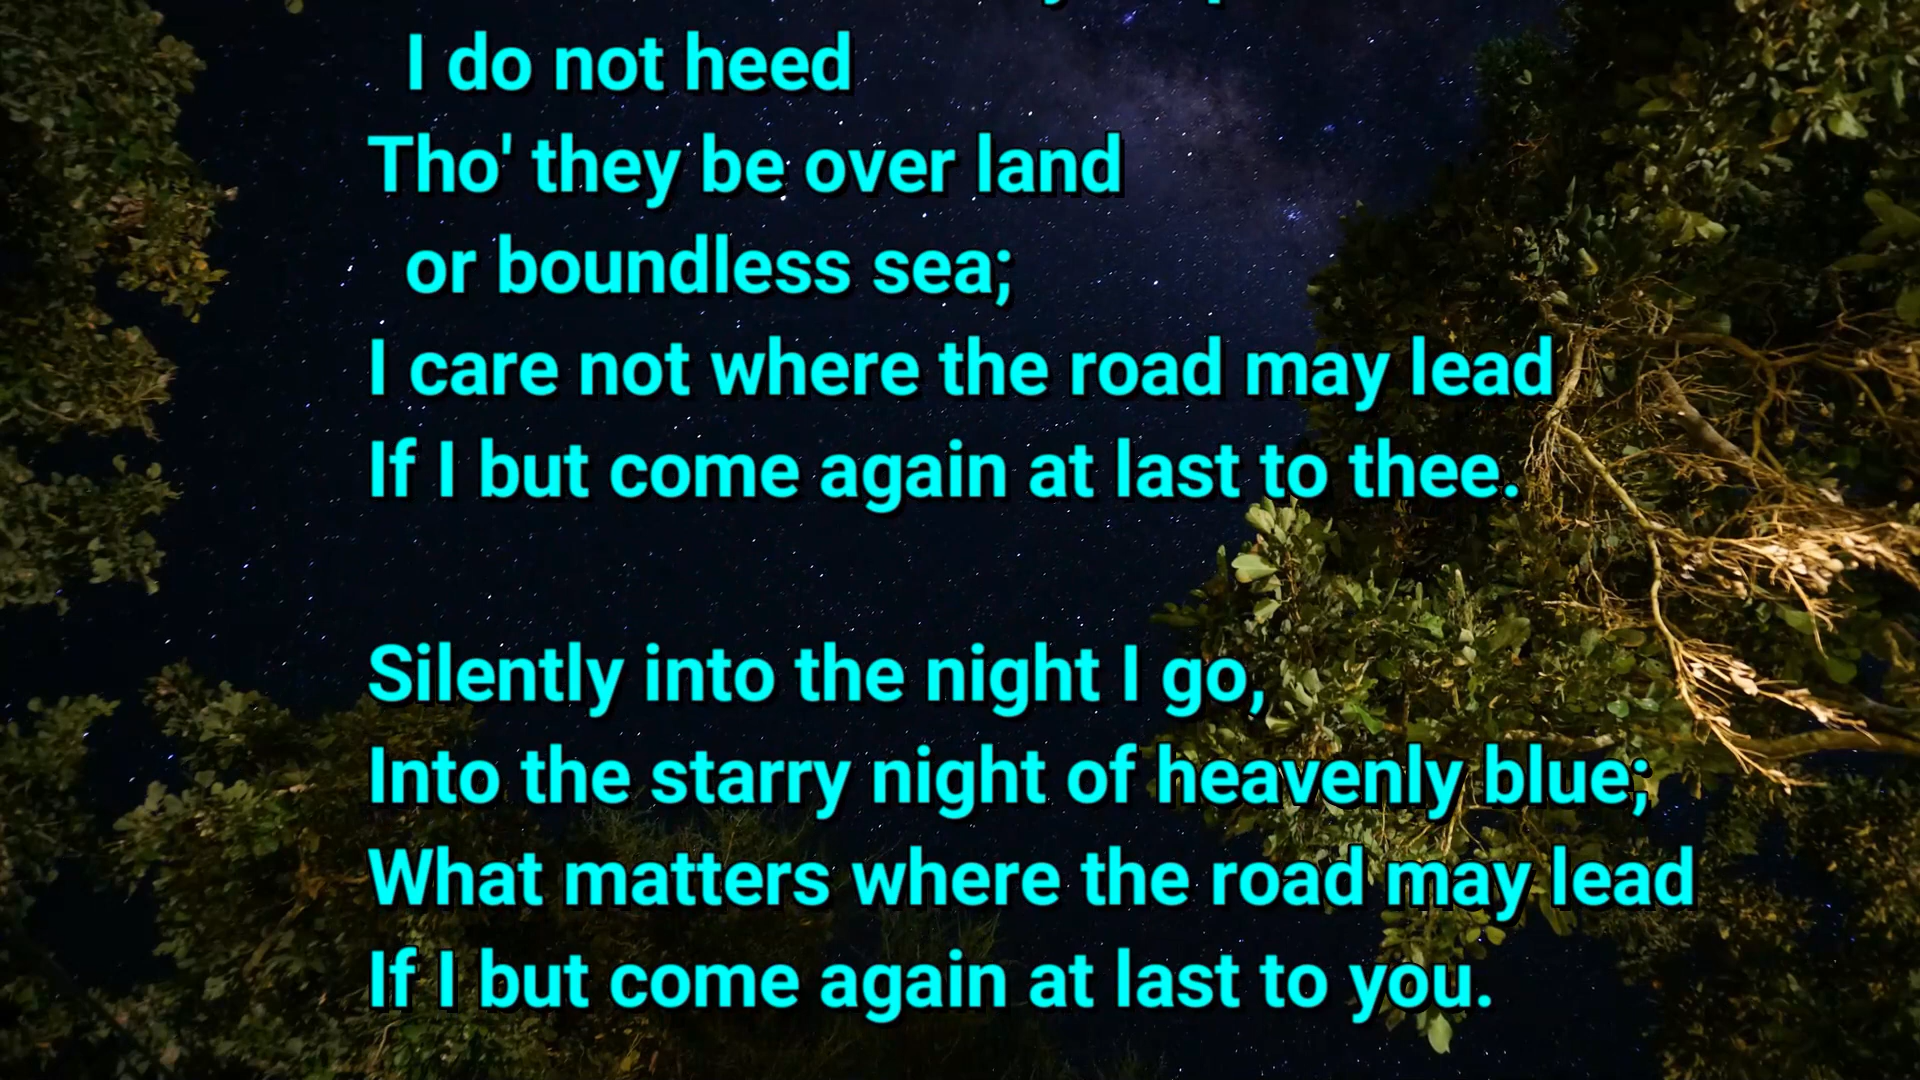 I do not heed
Tho' they be over land
or boundless sea;
I care not where the road may lead
If I but come again at last to thee.
Silently into the night I go,
Into the starry night of heavenly blue;
What matters where the road may lead
If I but come again at last to you.